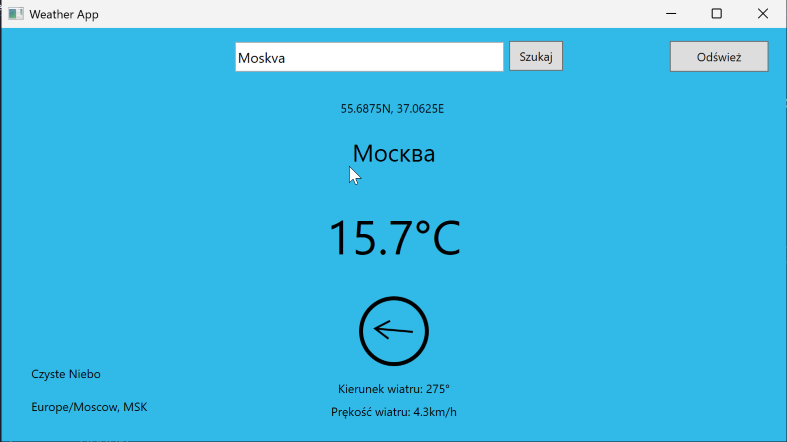 Weather App
Moskva
Szukaj
Odśwież
55.6875N, 37.0625E
Москва
15.7°C
Czyste Niebo
Kierunek wiatru: 275°
Europe/Moscow, MSK
Prękość wiatru: 4.3km/h